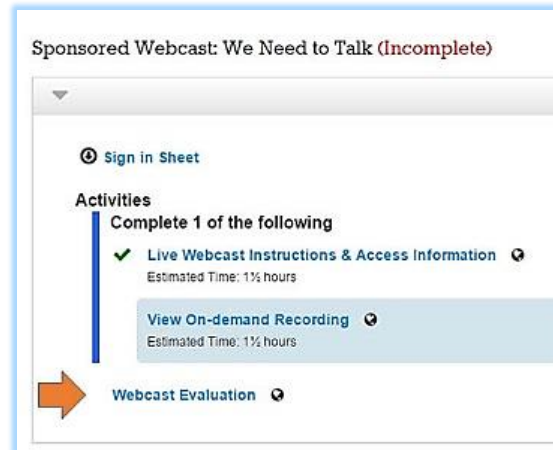 Sponsored Webcast: We Need to Talk (Incomplete)
Sign in Sheet
Activities
Complete 1 of the following
Live Webcast Instructions & Access Information
Estimated Time: 1½ hours
View On-demand Recording
Estimated Time: 1½ hours
Webcast Evaluation